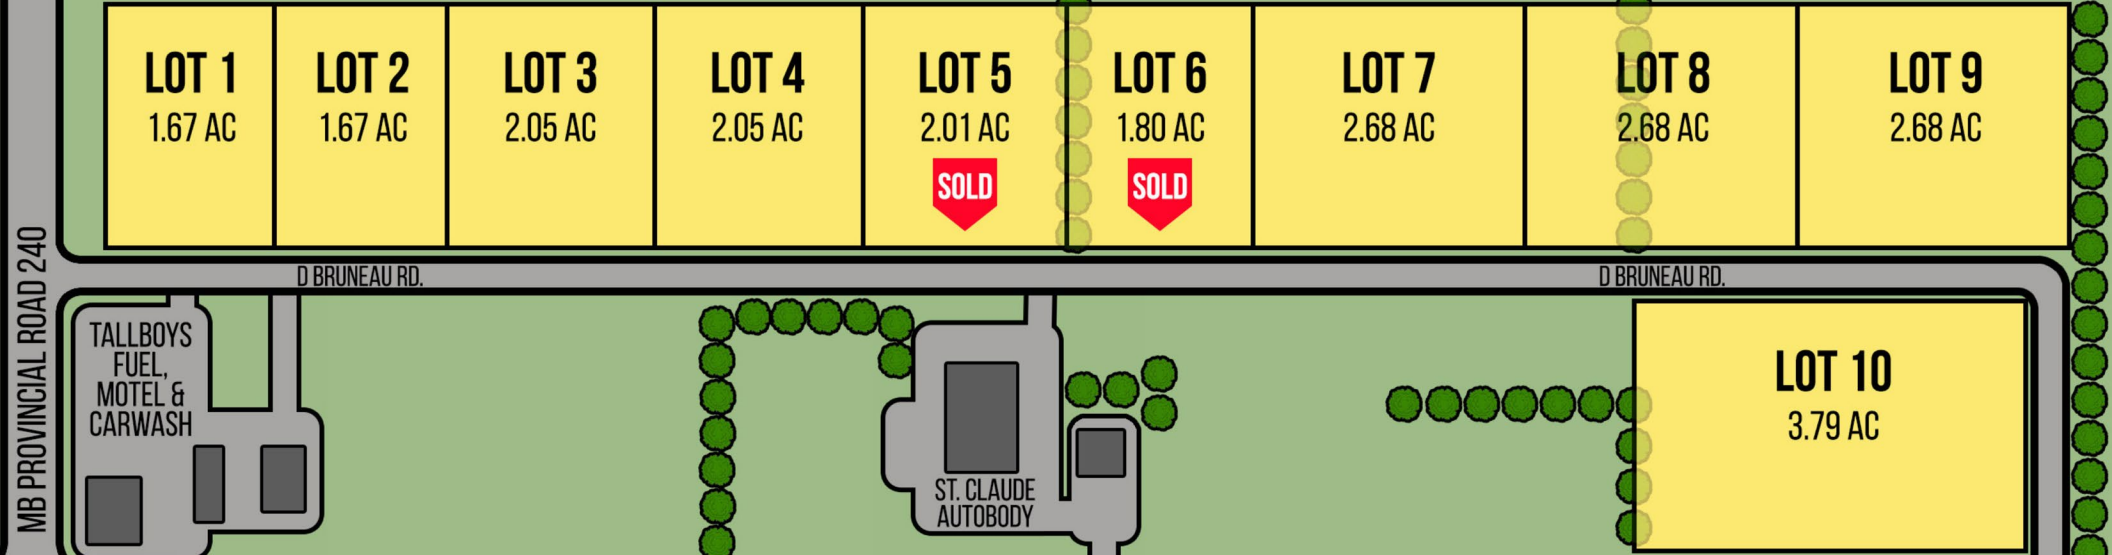 LOT 1
1.67 AC
LOT 2
1.67 AC
LOT 3
2.05 AC
LOT 4
2.05 AC
LOT 5
2.01 AC
SOLD
LOT 6
1.80 AC
SOLD
LOT 7
2.68 AC
LOT 8
2.68 AC
LOT 9
2.68 AC
MB PROVINCIAL ROAD 240
D BRUNEAU RD.
D BRUNEAU RD.
TALLBOYS
FUEL,
MOTEL &
CARWASH
ST. CLAUDE
AUTOBODY
LOT 10
3.79 AC